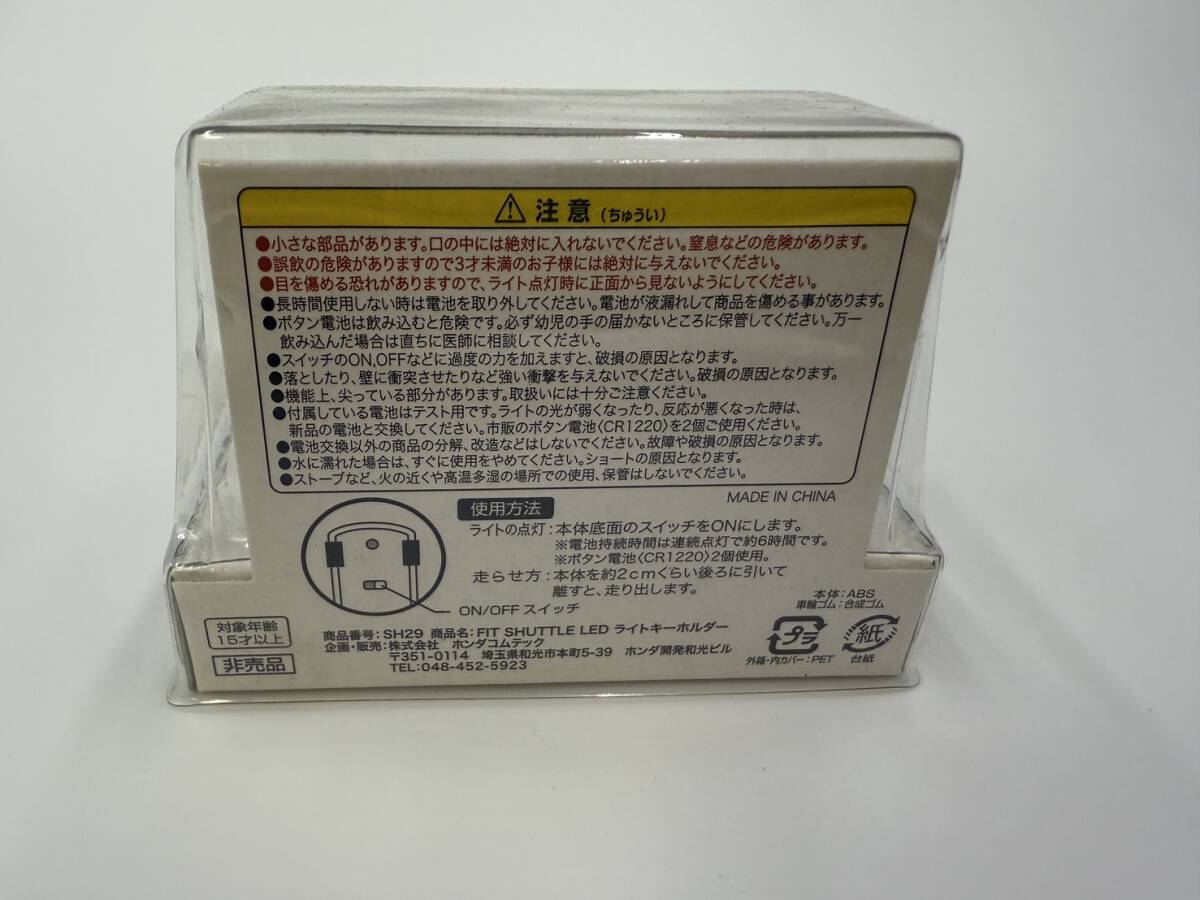 注意（ちゅうい）
●小さな部品があります。口の中には絶対に入れないでください。窒息などの危険があります。
●誤飲の危険がありますので3才未満のお子様には絶対に与えないでください。
●目を傷める恐れがありますので、ライト点灯時に正面から見ないようにしてください。
●長時間使用しない時は電池を取り外してください。電池が液漏れして商品を傷める事があります。
●ボタン電池は飲み込むと危険です。必ず幼児の手の届かないところに保管してください。万一
飲み込んだ場合は直ちに医師に相談してください。
●スイッチのON,OFFなどに過度の力を加えますと、破損の原因となります。
●落としたり、壁に衝突させたりなど強い衝撃を与えないでください。破損の原因となります。
●機能上、尖っている部分があります。取扱いには十分ご注意ください。
●付属している電池はテスト用です。ライトの光が弱くなったり、反応が悪くなった時は、
新品の電池と交換してください。市販のボタン電池〈CR1220〉を2個ご使用ください。
●電池交換以外の商品の分解、改造などはしないでください。故障や破損の原因となります。
●水に濡れた場合は、すぐに使用をやめてください。ショートの原因となります。
●ストーブなど、火の近くや高温多湿の場所での使用、保管はしないでください。
MADE IN CHINA
使用方法
ライトの点灯：本体底面のスイッチをONにします。
※電池持続時間は連続点灯で約6時間です。
※ボタン電池〈CR1220〉2個使用。
走らせ方：本体を約2cmぐらい後ろに引いて
離すと、走り出します。
ON/OFF スイッチ
対象年齢
15才以上
非売品
商品番号：SH29 商品名：FIT SHUTTLE LED ライトキーホルダー
企画・販売：株式会社 ホンダコムテック
〒351-0114 埼玉県和光市本町5-39 ホンダ開発和光ビル
TEL:048-452-5923
本体：ABS
車輪ゴム：合成ゴム
プラ
外箱・内カバー：PET
紙
台紙